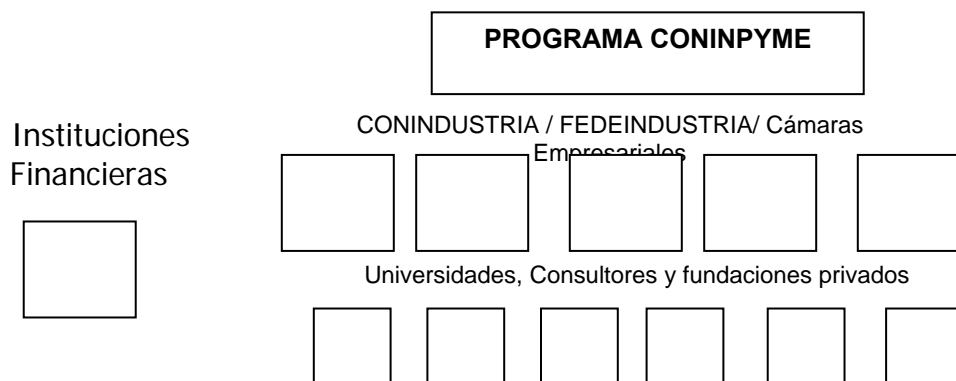 PROGRAMA CONINPYME
Instituciones
Financieras
CONINDUSTRIA / FEDEINDUSTRIA/ Cámaras
Empresariales
Universidades, Consultores y fundaciones privados